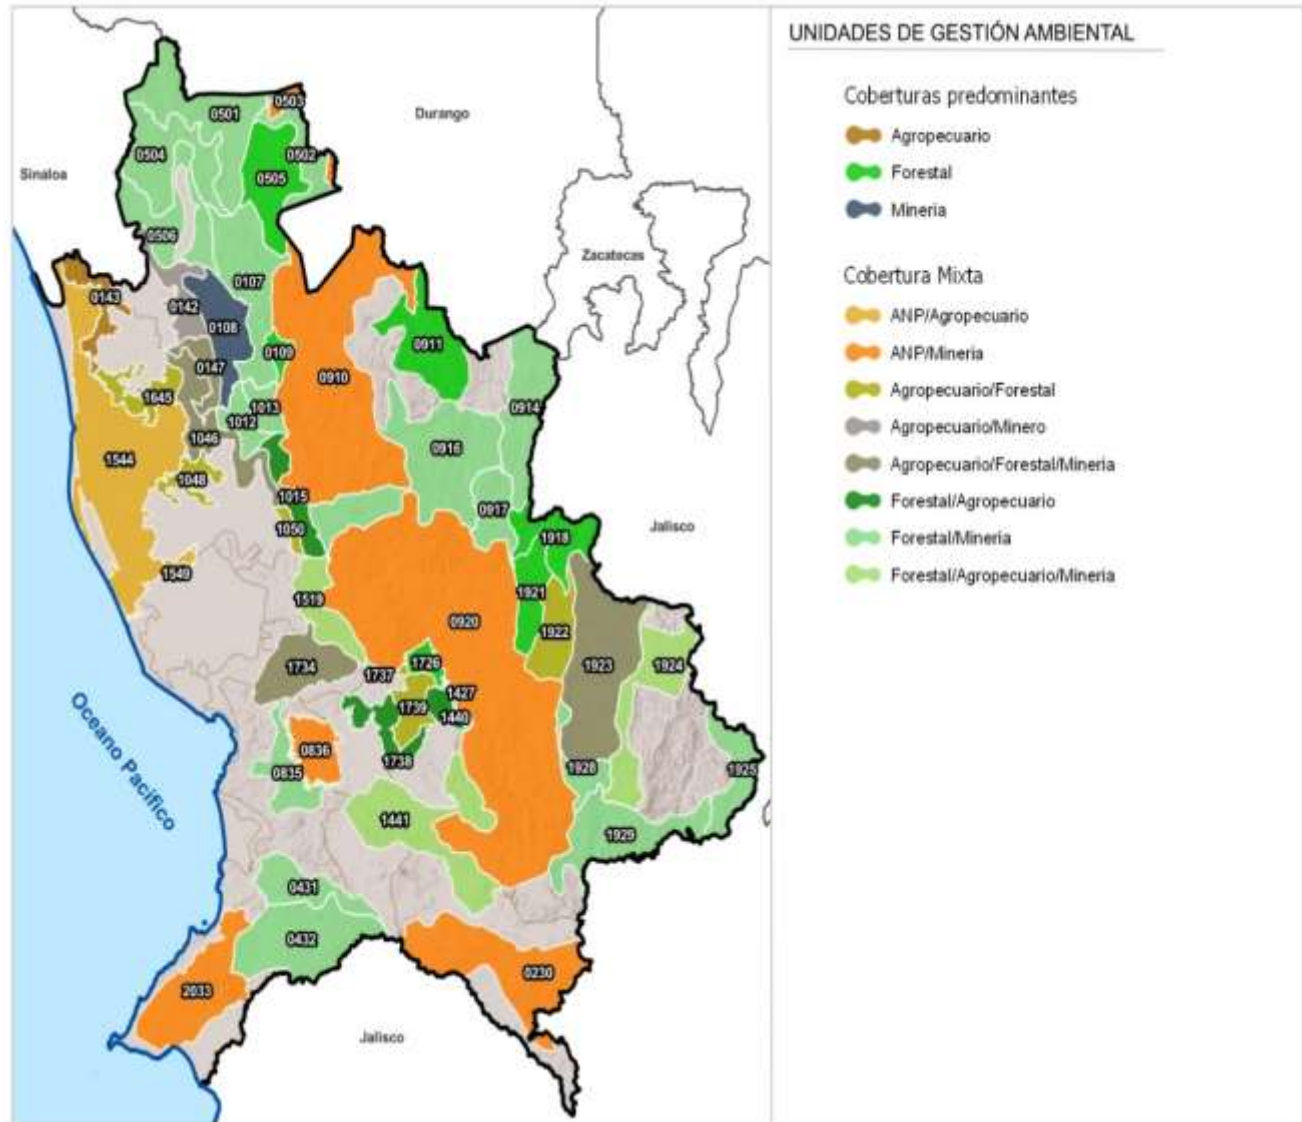 UNIDADES DE GESTIÓN AMBIENTAL
Coberturas predominantes
Agropecuario
Forestal
Mineria
Cobertura Mixta
ANP/Agropecuario
ANP/Mineria
Agropecuario/Forestal
Agropecuario/Minero
Agropecuario/Forestal/Mineria
Forestal/Agropecuario
Forestal/Mineria
Forestal/Agropecuario/Mineria
Durango
Sinaloa
Zacatecas
Jalisco
Jalisco
Oceano Pacífico
0503
0501
0504
0502
0505
0506
0107
0143
0142
0108
0147
0109
0911
0910
1645
1013
1012
0914
1046
0916
1544
1048
1015
0917
1050
1918
1549
1921
1519
0920
1922
1726
1923
1924
1734
1737
1427
1739
1440
0836
1738
0835
1928
1925
1441
1929
0431
0432
0230
2033